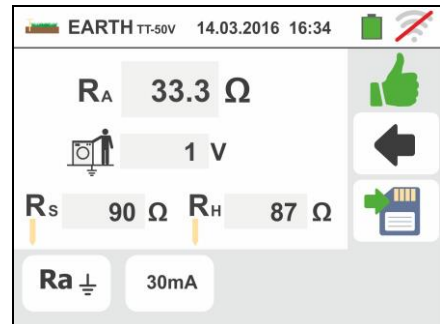 EARTH TT-50V 14.03.2016 16:34
RA 33.3 Ω
1 V
RS 90 Ω RH 87 Ω
Ra 30mA